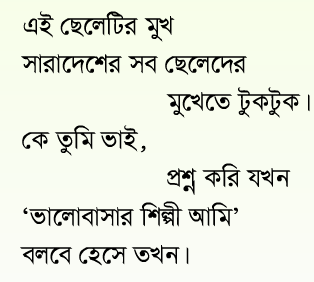 এই ছেলেটির মুখ
সারাদেশের সব ছেলেদের
মুখেতে টুকটুক।
কে তুমি ভাই,
প্রশ্ন করি যখন
‘ভালোবাসার শিল্পী আমি’
বলবে হেসে তখন।